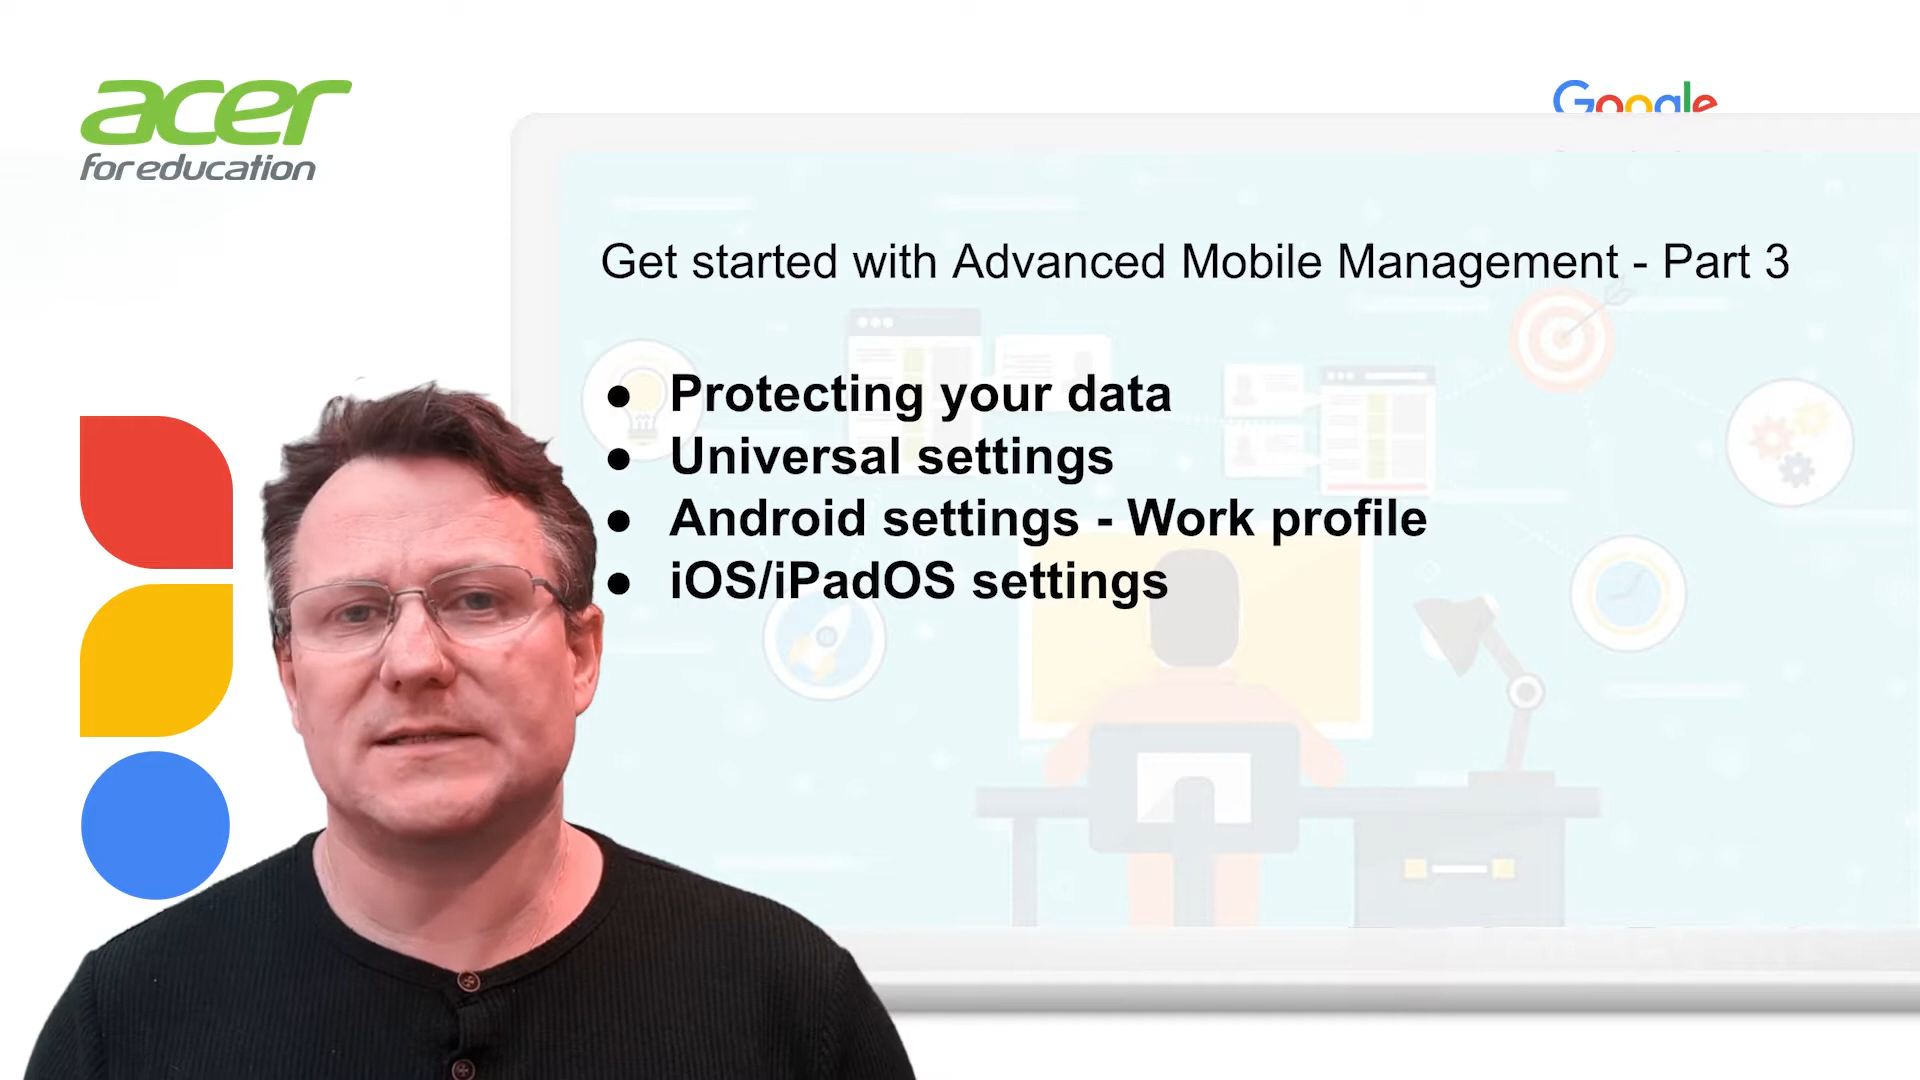 acer
for education
Google
Get started with Advanced Mobile Management - Part 3
● Protecting your data
● Universal settings
● Android settings - Work profile
● iOS/iPadOS settings